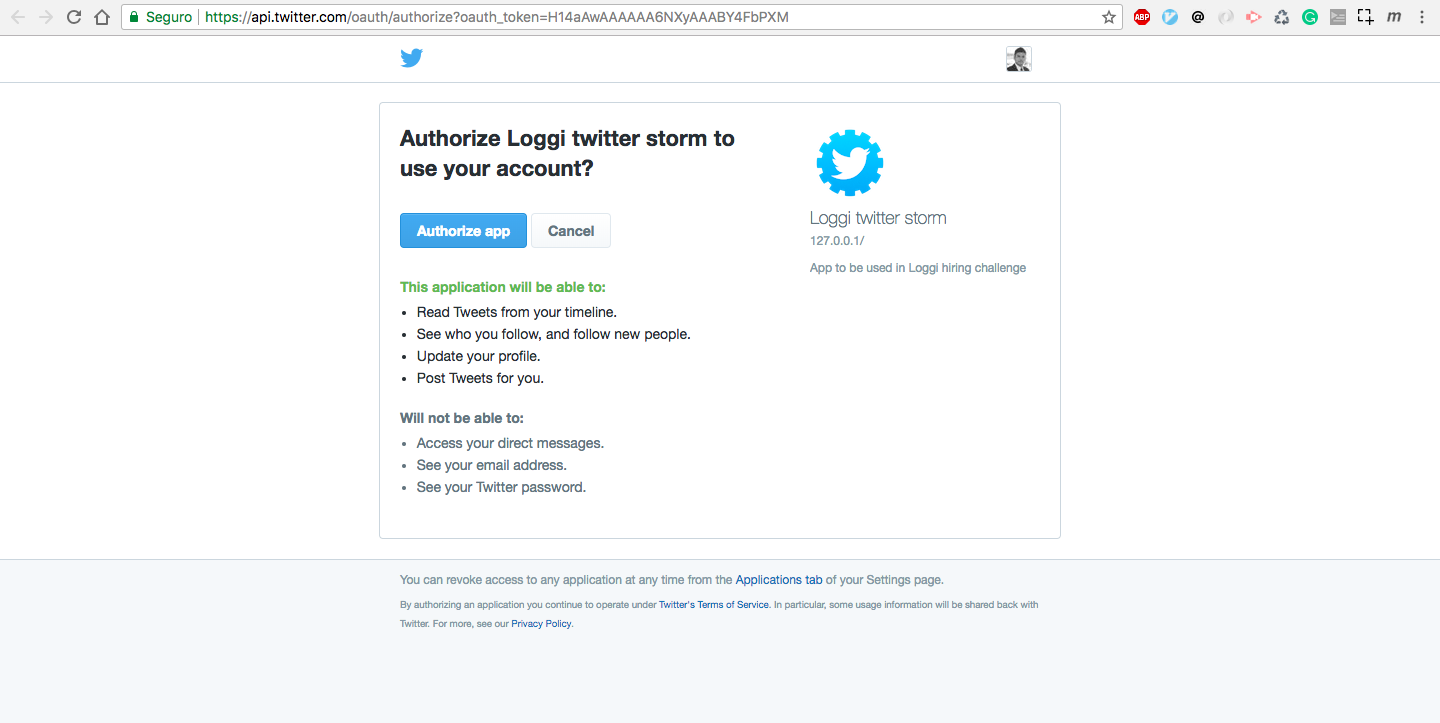 Seguro https://api.twitter.com/oauth/authorize?oauth_token=H14aAwAAAAAA6NXyAAABY4FbPXM
ABP
@
m
Authorize Loggi twitter storm to
use your account?
Authorize app
Cancel
This application will be able to:
• Read Tweets from your timeline.
• See who you follow, and follow new people.
• Update your profile.
• Post Tweets for you.
Will not be able to:
• Access your direct messages.
• See your email address.
• See your Twitter password.
Loggi twitter storm
127.0.0.1/
App to be used in Loggi hiring challenge
You can revoke access to any application at any time from the Applications tab of your Settings page.
By authorizing an application you continue to operate under Twitter's Terms of Service. In particular, some usage information will be shared back with
Twitter. For more, see our Privacy Policy.